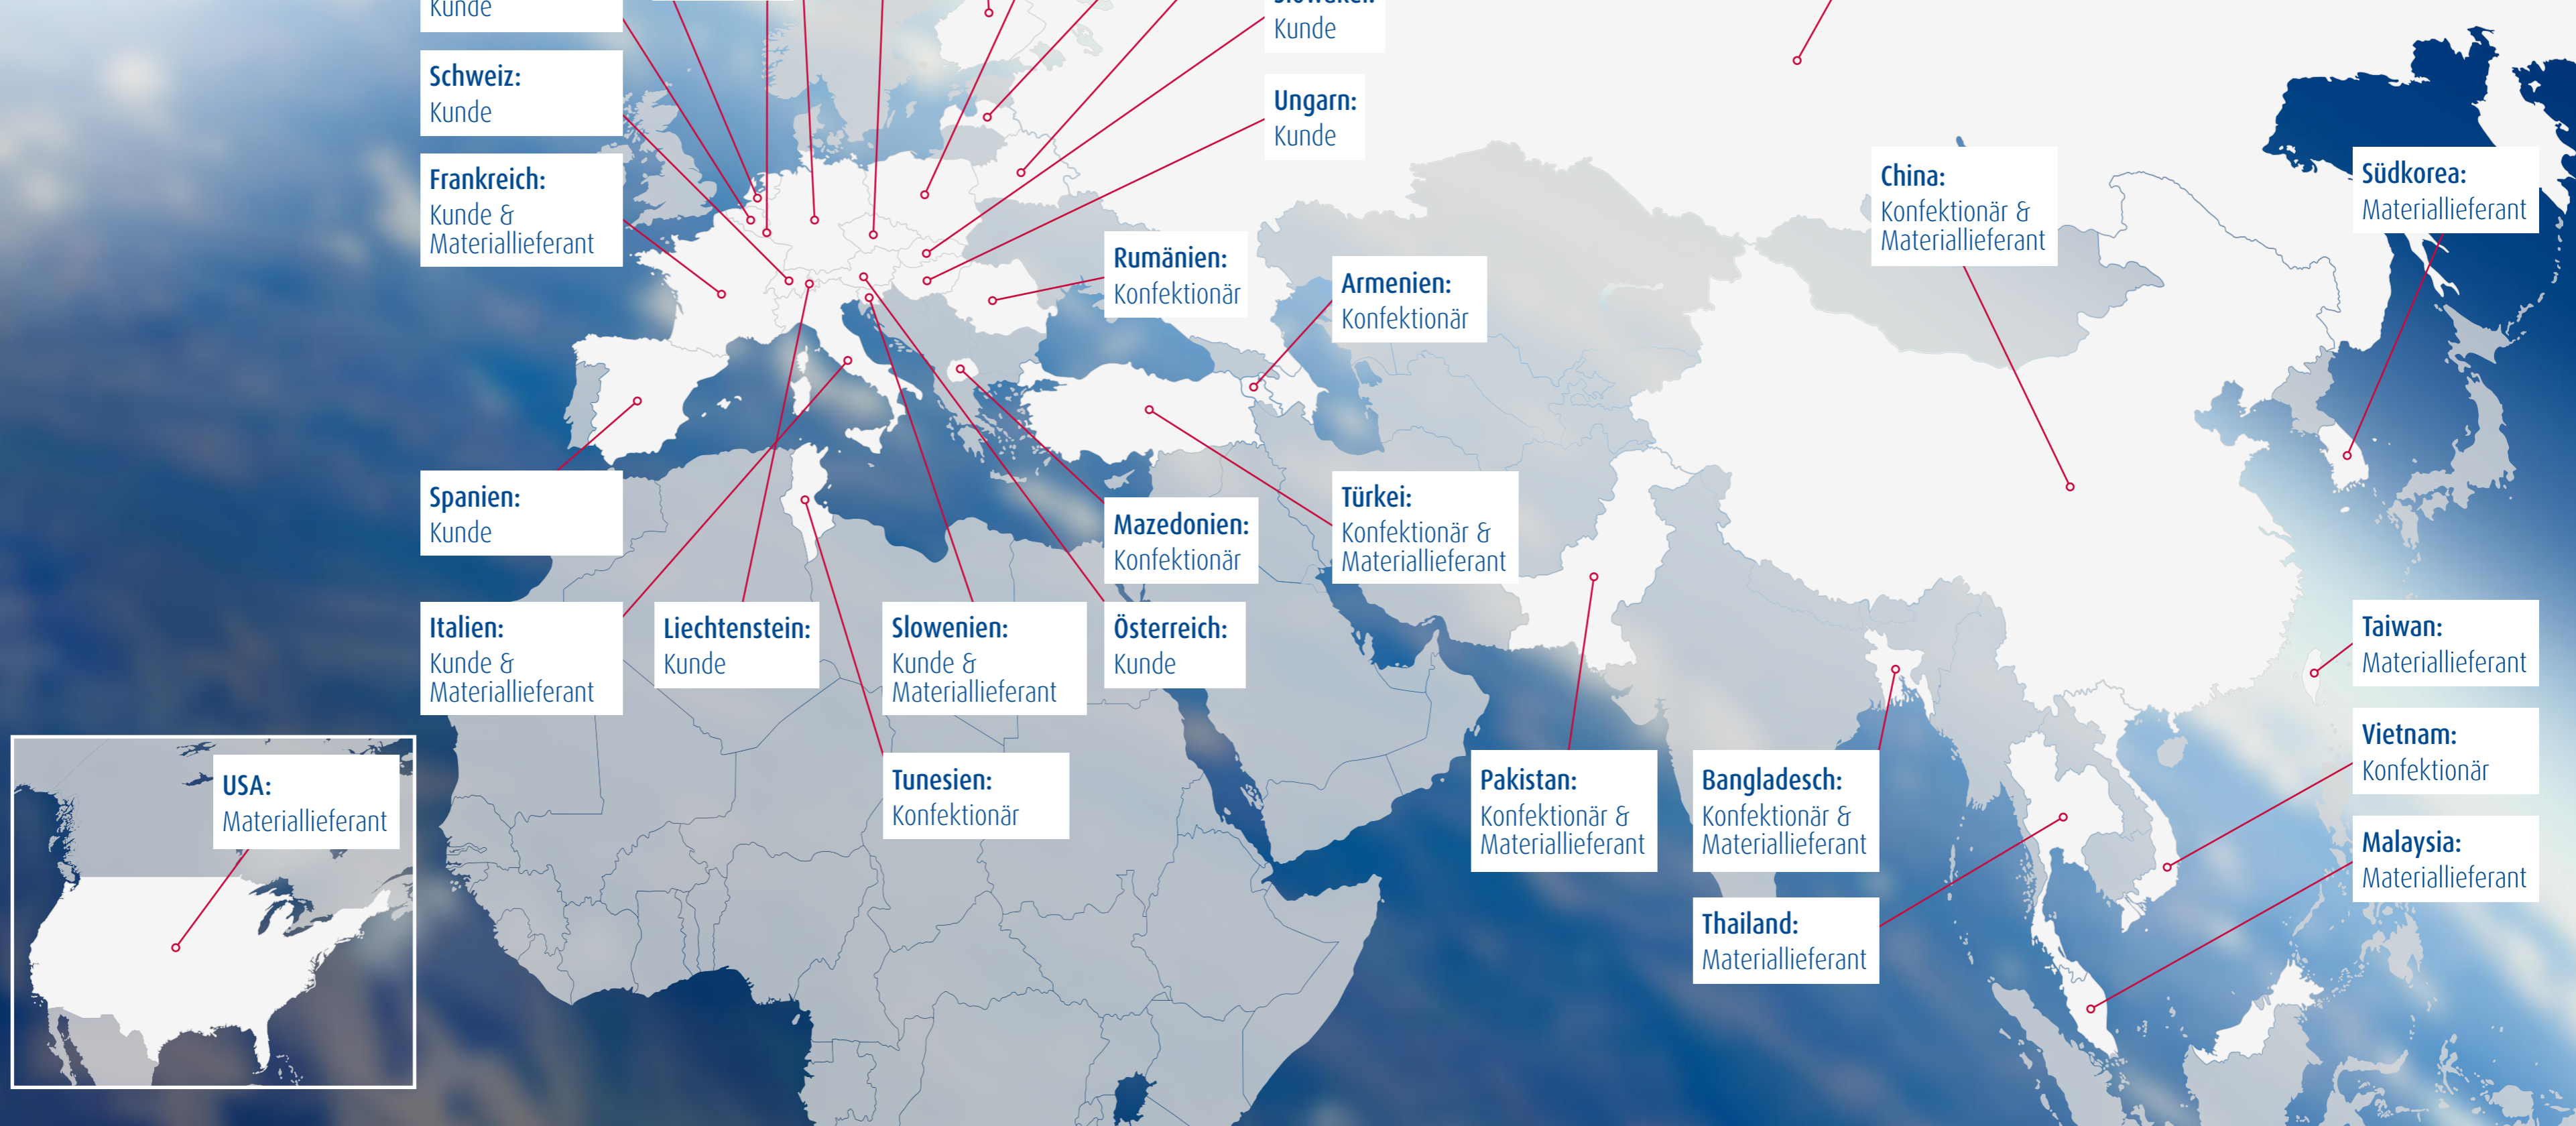 Kunde
Schweiz:
Kunde
Frankreich:
Kunde &
Materiallieferant
Spanien:
Kunde
Italien:
Kunde &
Materiallieferant
Liechtenstein:
Kunde
Slowenien:
Kunde &
Materiallieferant
Österreich:
Kunde
Tunesien:
Konfektionär
USA:
Materiallieferant
Kunde
Ungarn:
Kunde
Rumänien:
Konfektionär
Armenien:
Konfektionär
Mazedonien:
Konfektionär
Türkei:
Konfektionär &
Materiallieferant
Pakistan:
Konfektionär &
Materiallieferant
Bangladesch:
Konfektionär &
Materiallieferant
Thailand:
Materiallieferant
China:
Konfektionär &
Materiallieferant
Südkorea:
Materiallieferant
Taiwan:
Materiallieferant
Vietnam:
Konfektionär
Malaysia:
Materiallieferant